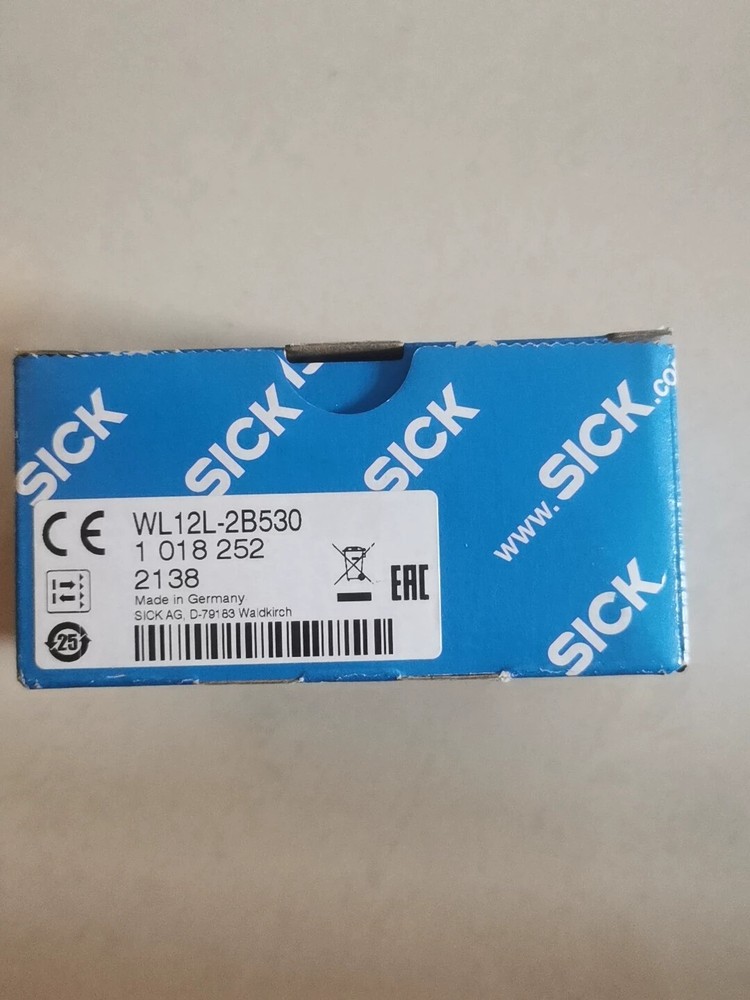 SICK
SICK
SICK
www.SICK.co
SICK
CE
WL12L-2B530
1 018 252
2138
Made in Germany
SICK AG, D-79183 Waldkirch
EAC
25